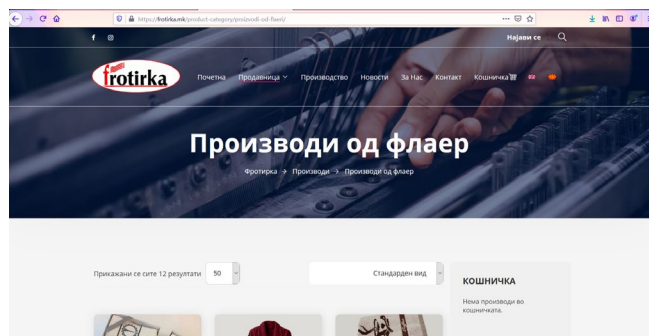 https://frotirka.mk/product-category/proizvodi-od-flaeri/
Најави се
frotirka
Почетна Продавница Производство Новости За Нас Контакт Кошничка
Производи од флаер
Фротирка → Производи → Производи од флаер
Прикажани се сите 12 резултати 50 Стандарден вид
КОШНИЧКА
Нема производи во
кошничката.